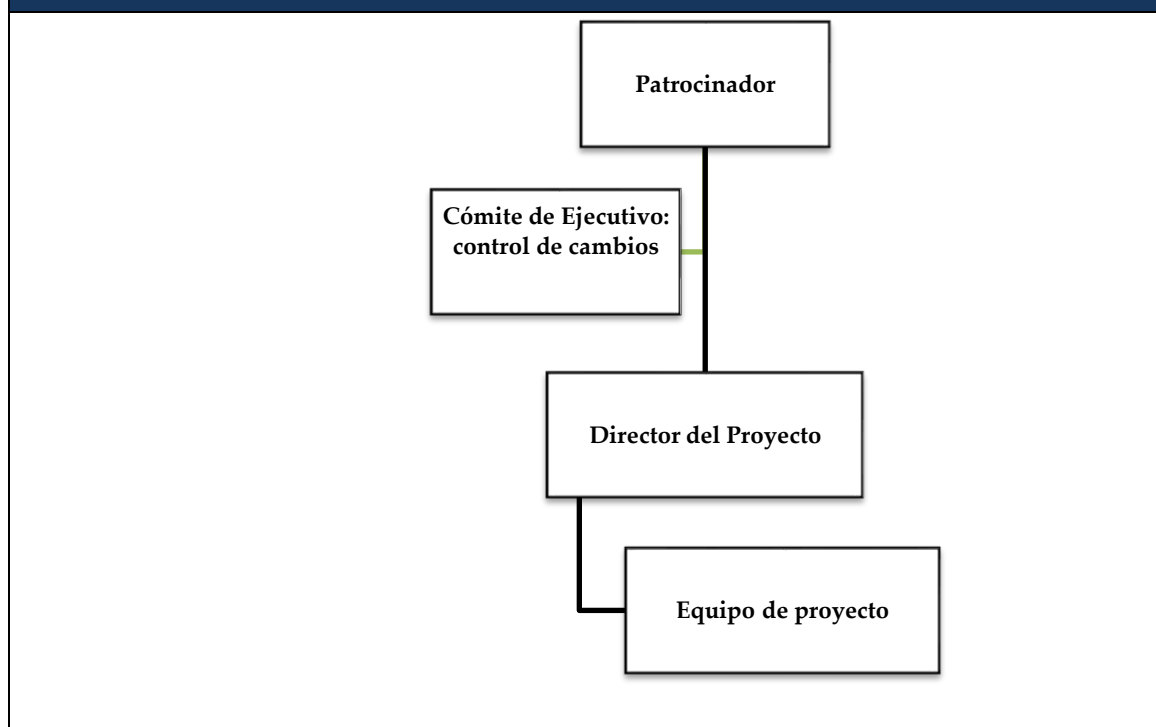 Patrocinador
Cómite de Ejecutivo:
control de cambios
Director del Proyecto
Equipo de proyecto